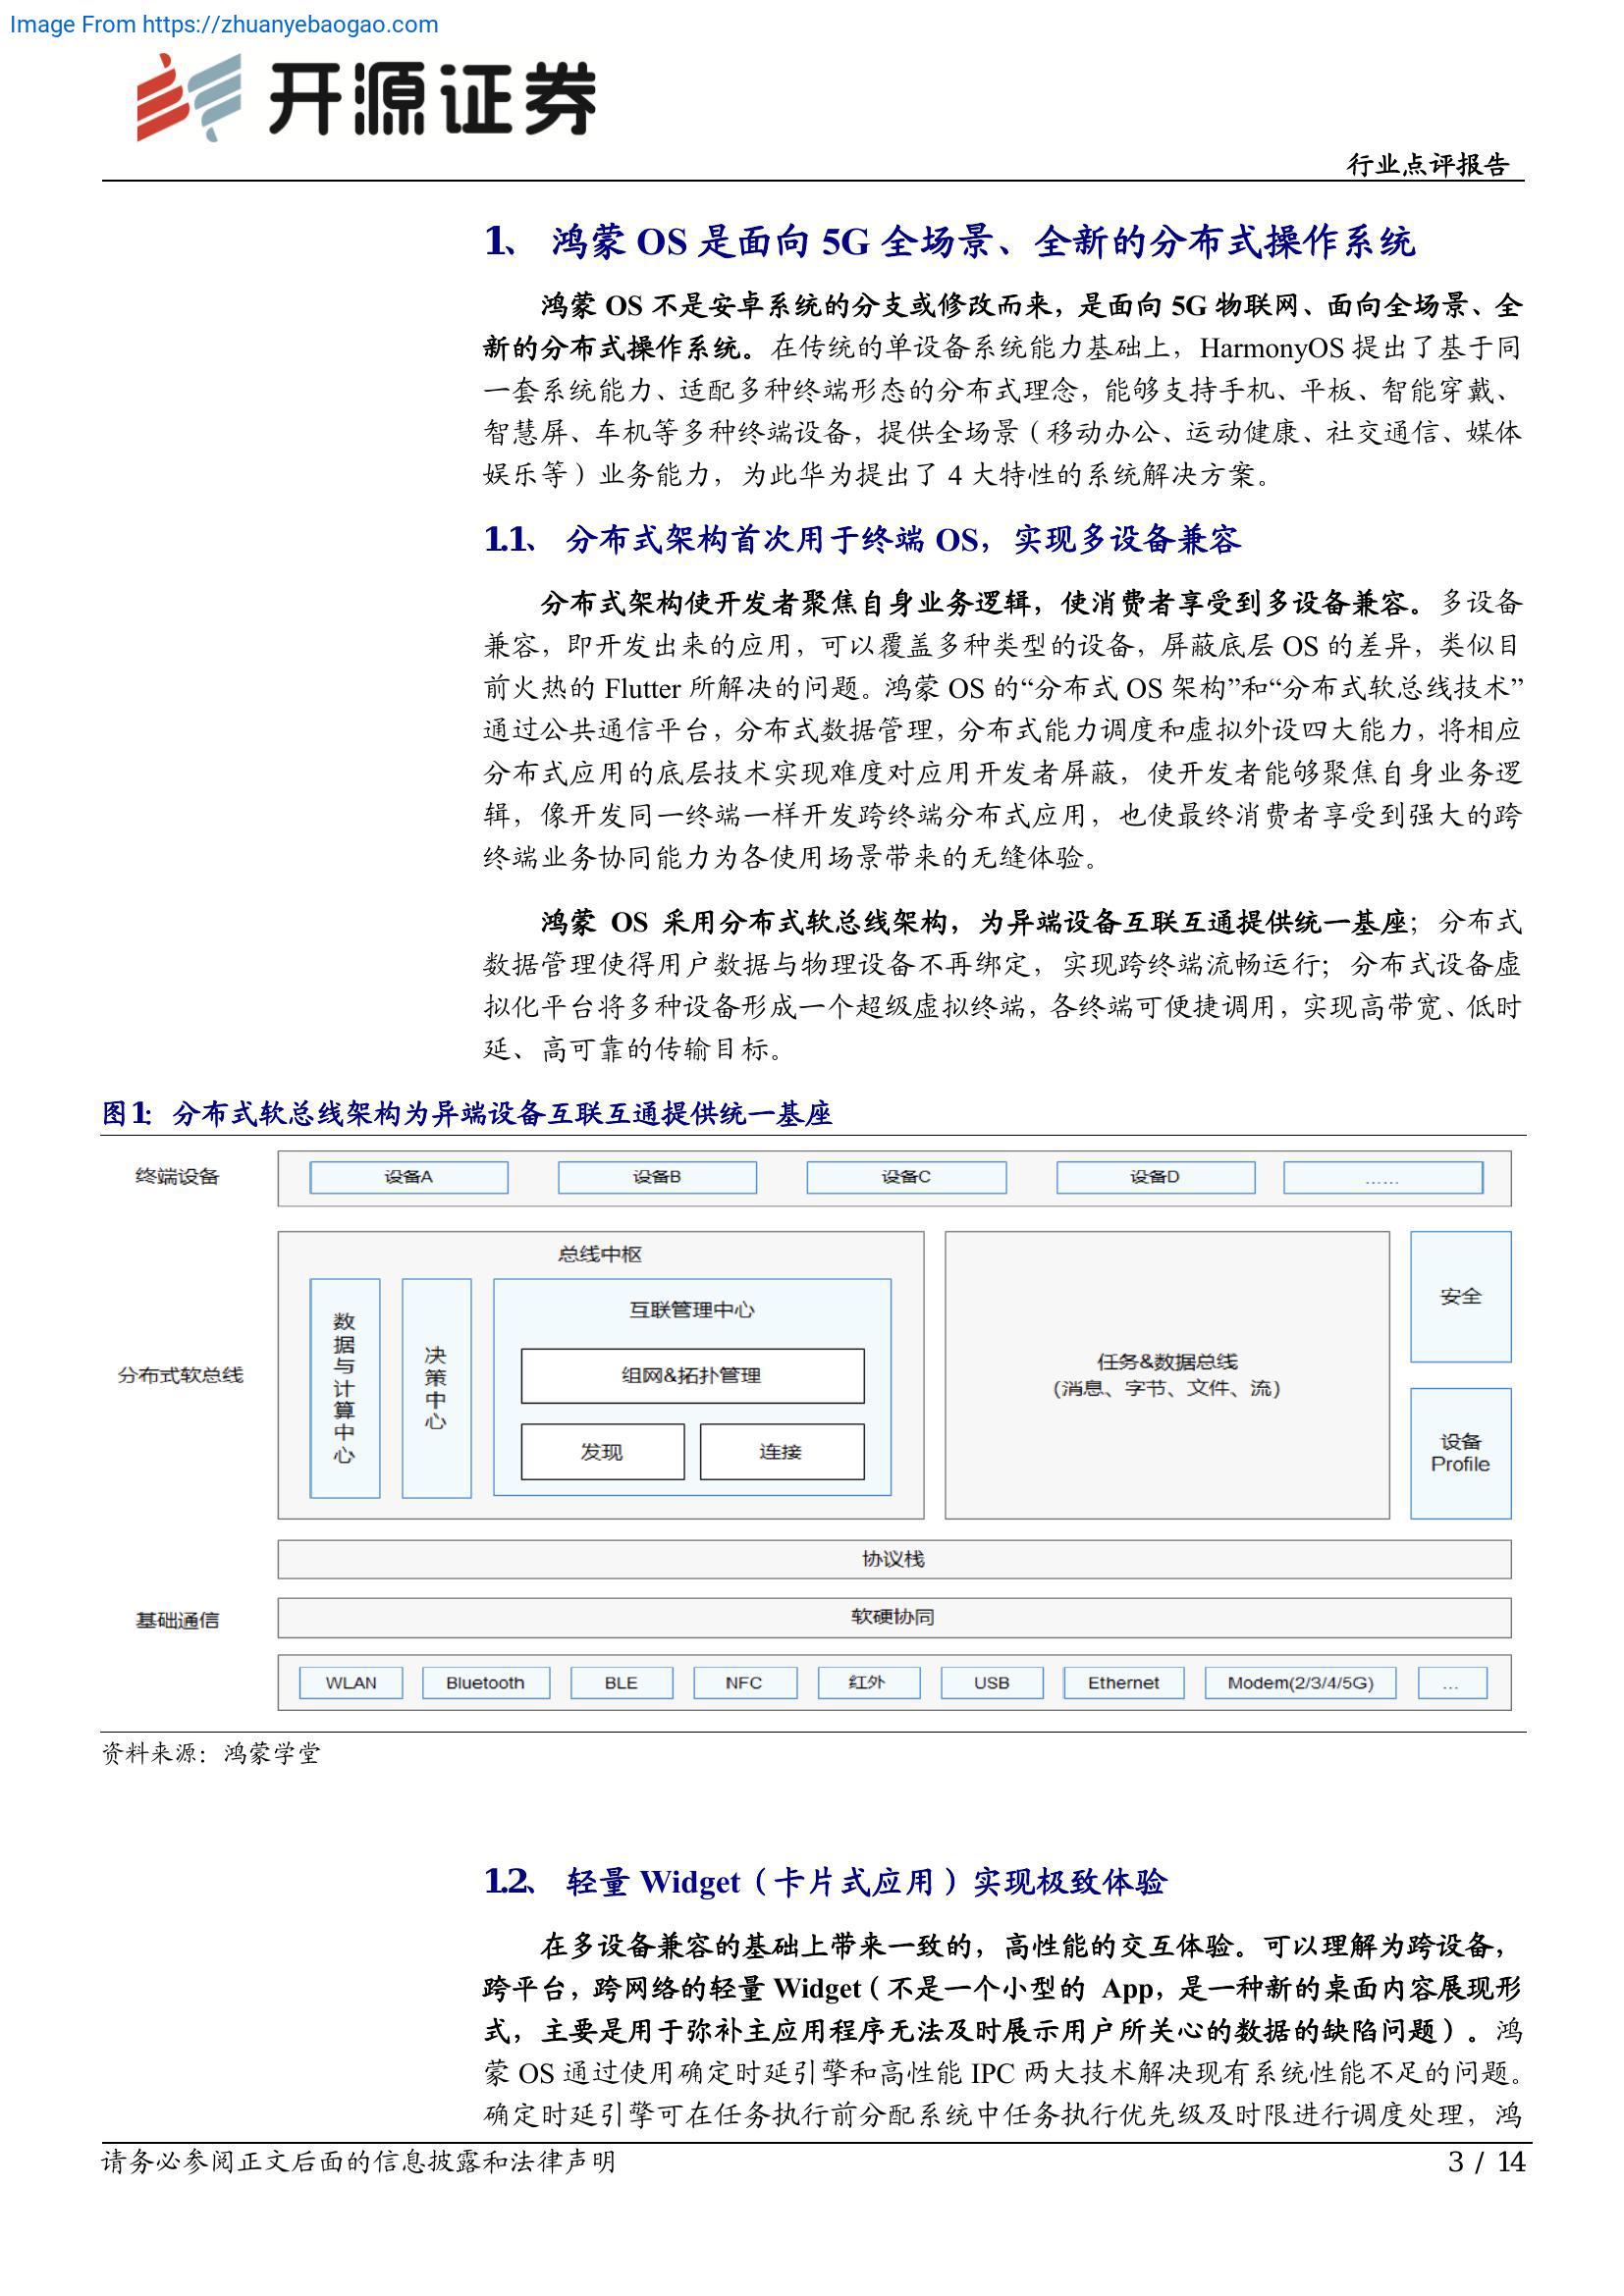 Image From https://zhuanyebaogao.com
开源证券
行业点评报告
1、 鸿蒙 OS 是面向 5G 全场景、全新的分布式操作系统
鸿蒙 OS 不是安卓系统的分支或修改而来，是面向 5G 物联网、面向全场景、全
新的分布式操作系统。在传统的单设备系统能力基础上，HarmonyOS 提出了基于同
一套系统能力、适配多种终端形态的分布式理念，能够支持手机、平板、智能穿戴、
智慧屏、车机等多种终端设备，提供全场景（移动办公、运动健康、社交通信、媒体
娱乐等）业务能力，为此华为提出了 4 大特性的系统解决方案。
1.1、 分布式架构首次用于终端 OS，实现多设备兼容
分布式架构使开发者聚焦自身业务逻辑，使消费者享受到多设备兼容。多设备
兼容，即开发出来的应用，可以覆盖多种类型的设备，屏蔽底层 OS 的差异，类似目
前火热的 Flutter 所解决的问题。鸿蒙 OS 的“分布式 OS 架构”和“分布式软总线技术”
通过公共通信平台，分布式数据管理，分布式能力调度和虚拟外设四大能力，将相应
分布式应用的底层技术实现难度对应用开发者屏蔽，使开发者能够聚焦自身业务逻
辑，像开发同一终端一样开发跨终端分布式应用，也使最终消费者享受到强大的跨
终端业务协同能力为各使用场景带来的无缝体验。
鸿蒙 OS 采用分布式软总线架构，为异端设备互联互通提供统一基座；分布式
数据管理使得用户数据与物理设备不再绑定，实现跨终端流畅运行；分布式设备虚
拟化平台将多种设备形成一个超级虚拟终端，各终端可便捷调用，实现高带宽、低时
延、高可靠的传输目标。
图1：分布式软总线架构为异端设备互联互通提供统一基座
终端设备
设备A
设备B
设备C
设备D
……
分布式软总线
总线中枢
数据与计算中心
决策中心
互联管理中心
组网&拓扑管理
发现
连接
任务&数据总线
(消息、字节、文件、流)
安全
设备
Profile
协议栈
基础通信
软硬协同
WLAN
Bluetooth
BLE
NFC
红外
USB
Ethernet
Modem(2/3/4/5G)
…
资料来源：鸿蒙学堂
1.2、 轻量 Widget（卡片式应用）实现极致体验
在多设备兼容的基础上带来一致的，高性能的交互体验。可以理解为跨设备，
跨平台，跨网络的轻量 Widget（不是一个小型的 App，是一种新的桌面内容展现形
式，主要是用于弥补主应用程序无法及时展示用户所关心的数据的缺陷问题）。鸿
蒙 OS 通过使用确定时延引擎和高性能 IPC 两大技术解决现有系统性能不足的问题。
确定时延引擎可在任务执行前分配系统中任务执行优先级及时限进行调度处理，鸿
请务必参阅正文后面的信息披露和法律声明
3 / 14